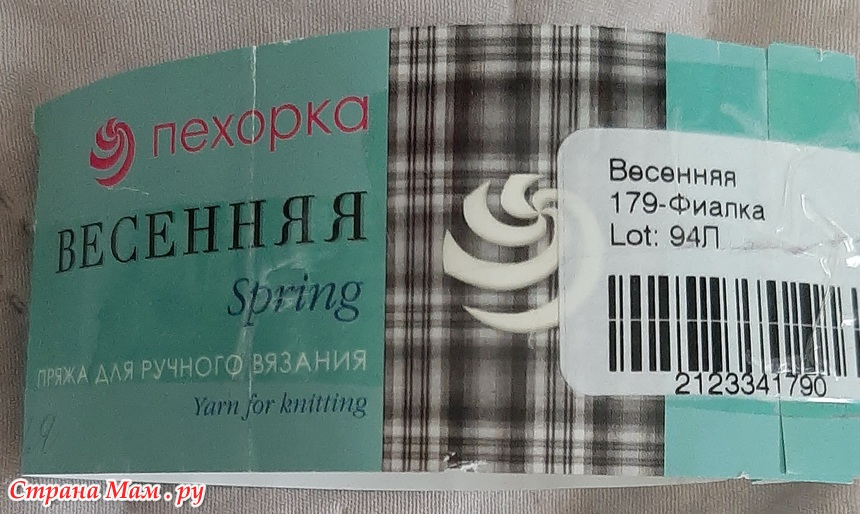 пехорка
ВЕСЕННЯЯ
Spring
ПРЯЖА ДЛЯ РУЧНОГО ВЯЗАНИЯ
Yarn for knitting
Весенняя
179-Фиалка
Lot: 94Л
2123341790
Страна Мам.ру